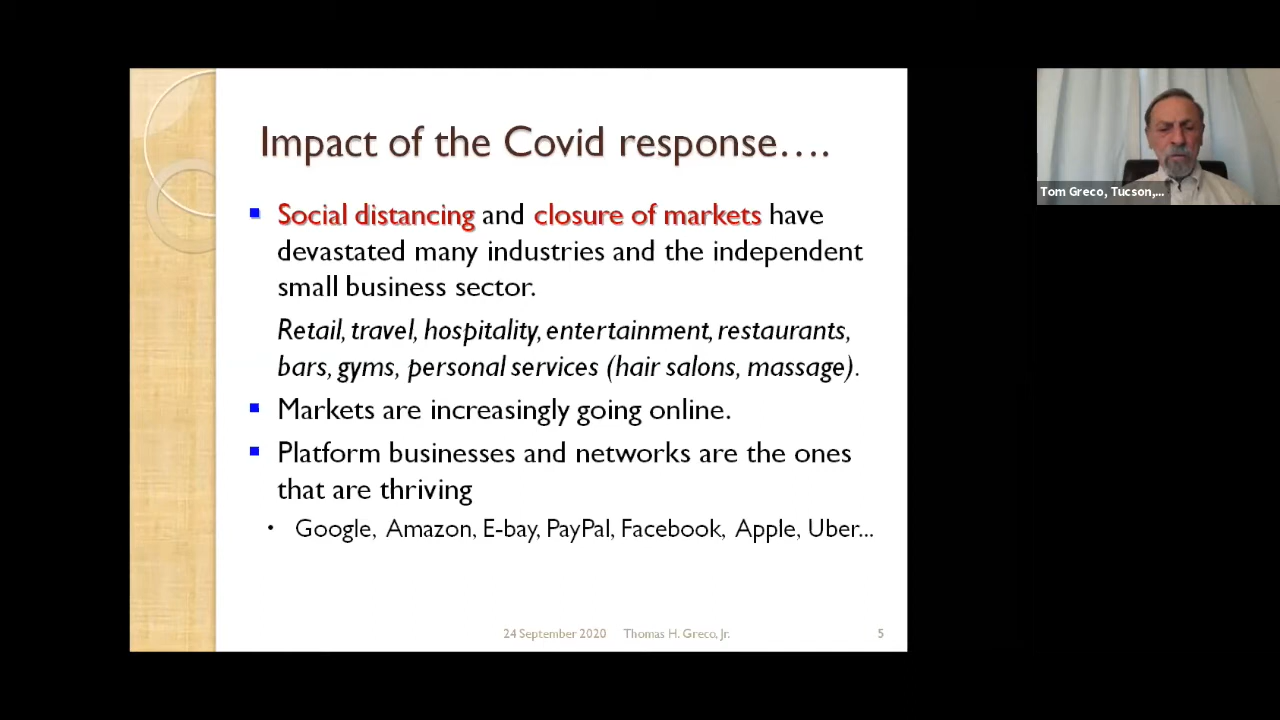 Impact of the Covid response….
Social distancing and closure of markets have
devastated many industries and the independent
small business sector.
Retail, travel, hospitality, entertainment, restaurants,
bars, gyms, personal services (hair salons, massage).
Markets are increasingly going online.
Platform businesses and networks are the ones
that are thriving
Google, Amazon, E-bay, PayPal, Facebook, Apple, Uber...
24 September 2020 Thomas H. Greco, Jr. 5
Tom Greco, Tucson,...